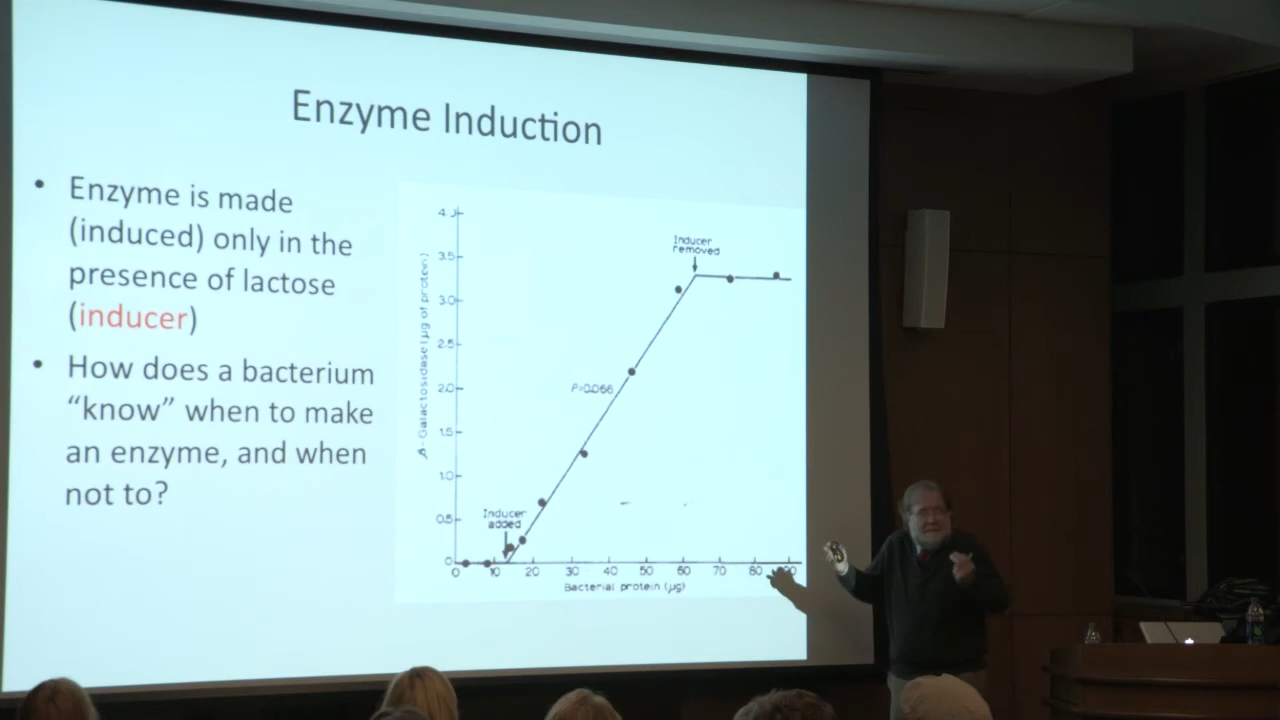 Enzyme Induction
• Enzyme is made
(induced) only in the
presence of lactose
(inducer)
• How does a bacterium
“know” when to make
an enzyme, and when
not to?
β-Galactosidase (μg of protein)
4.0
3.5
3.0
2.5
2.0
1.5
1.0
0.5
0
Inducer
removed
P=0.066
Inducer
added
0 10 20 30 40 50 60 70 80 90
Bacterial protein (μg)